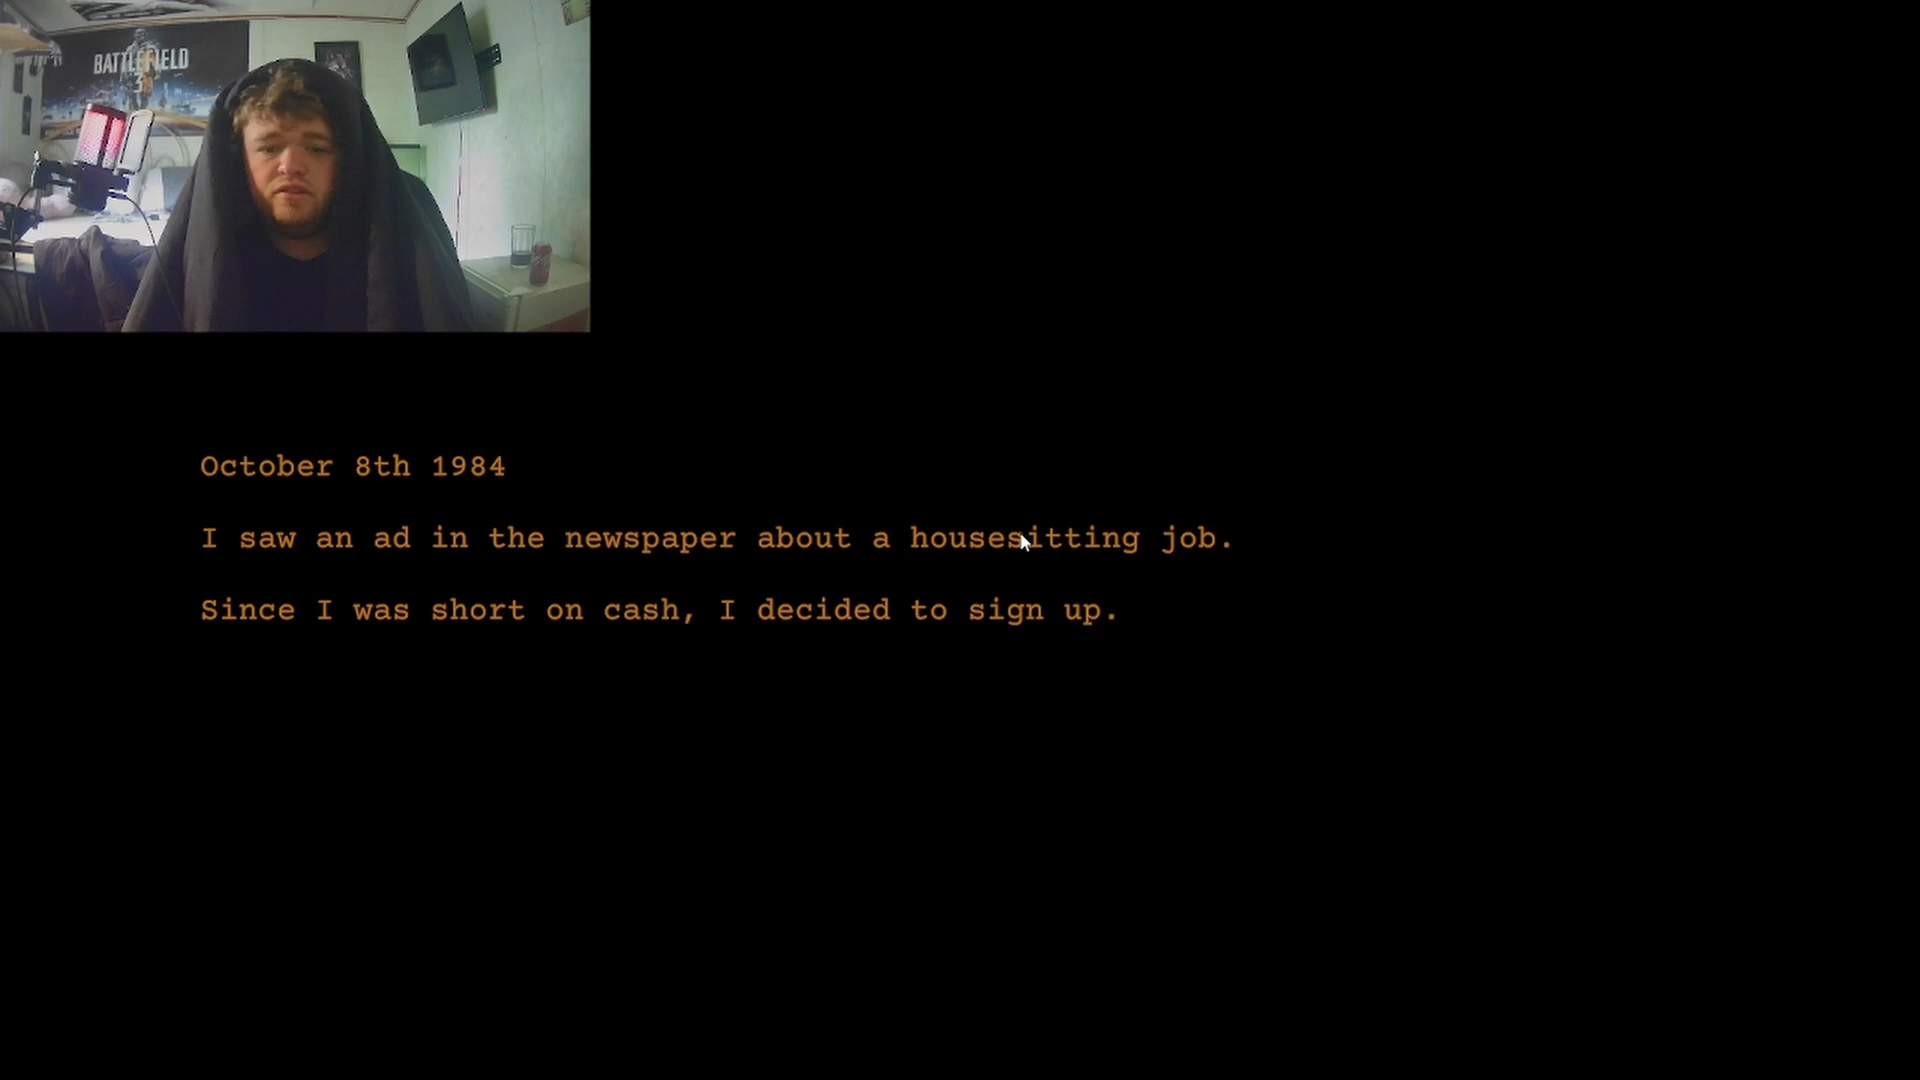 BATTLEFIELD
3
October 8th 1984
I saw an ad in the newspaper about a housesitting job.
Since I was short on cash, I decided to sign up.